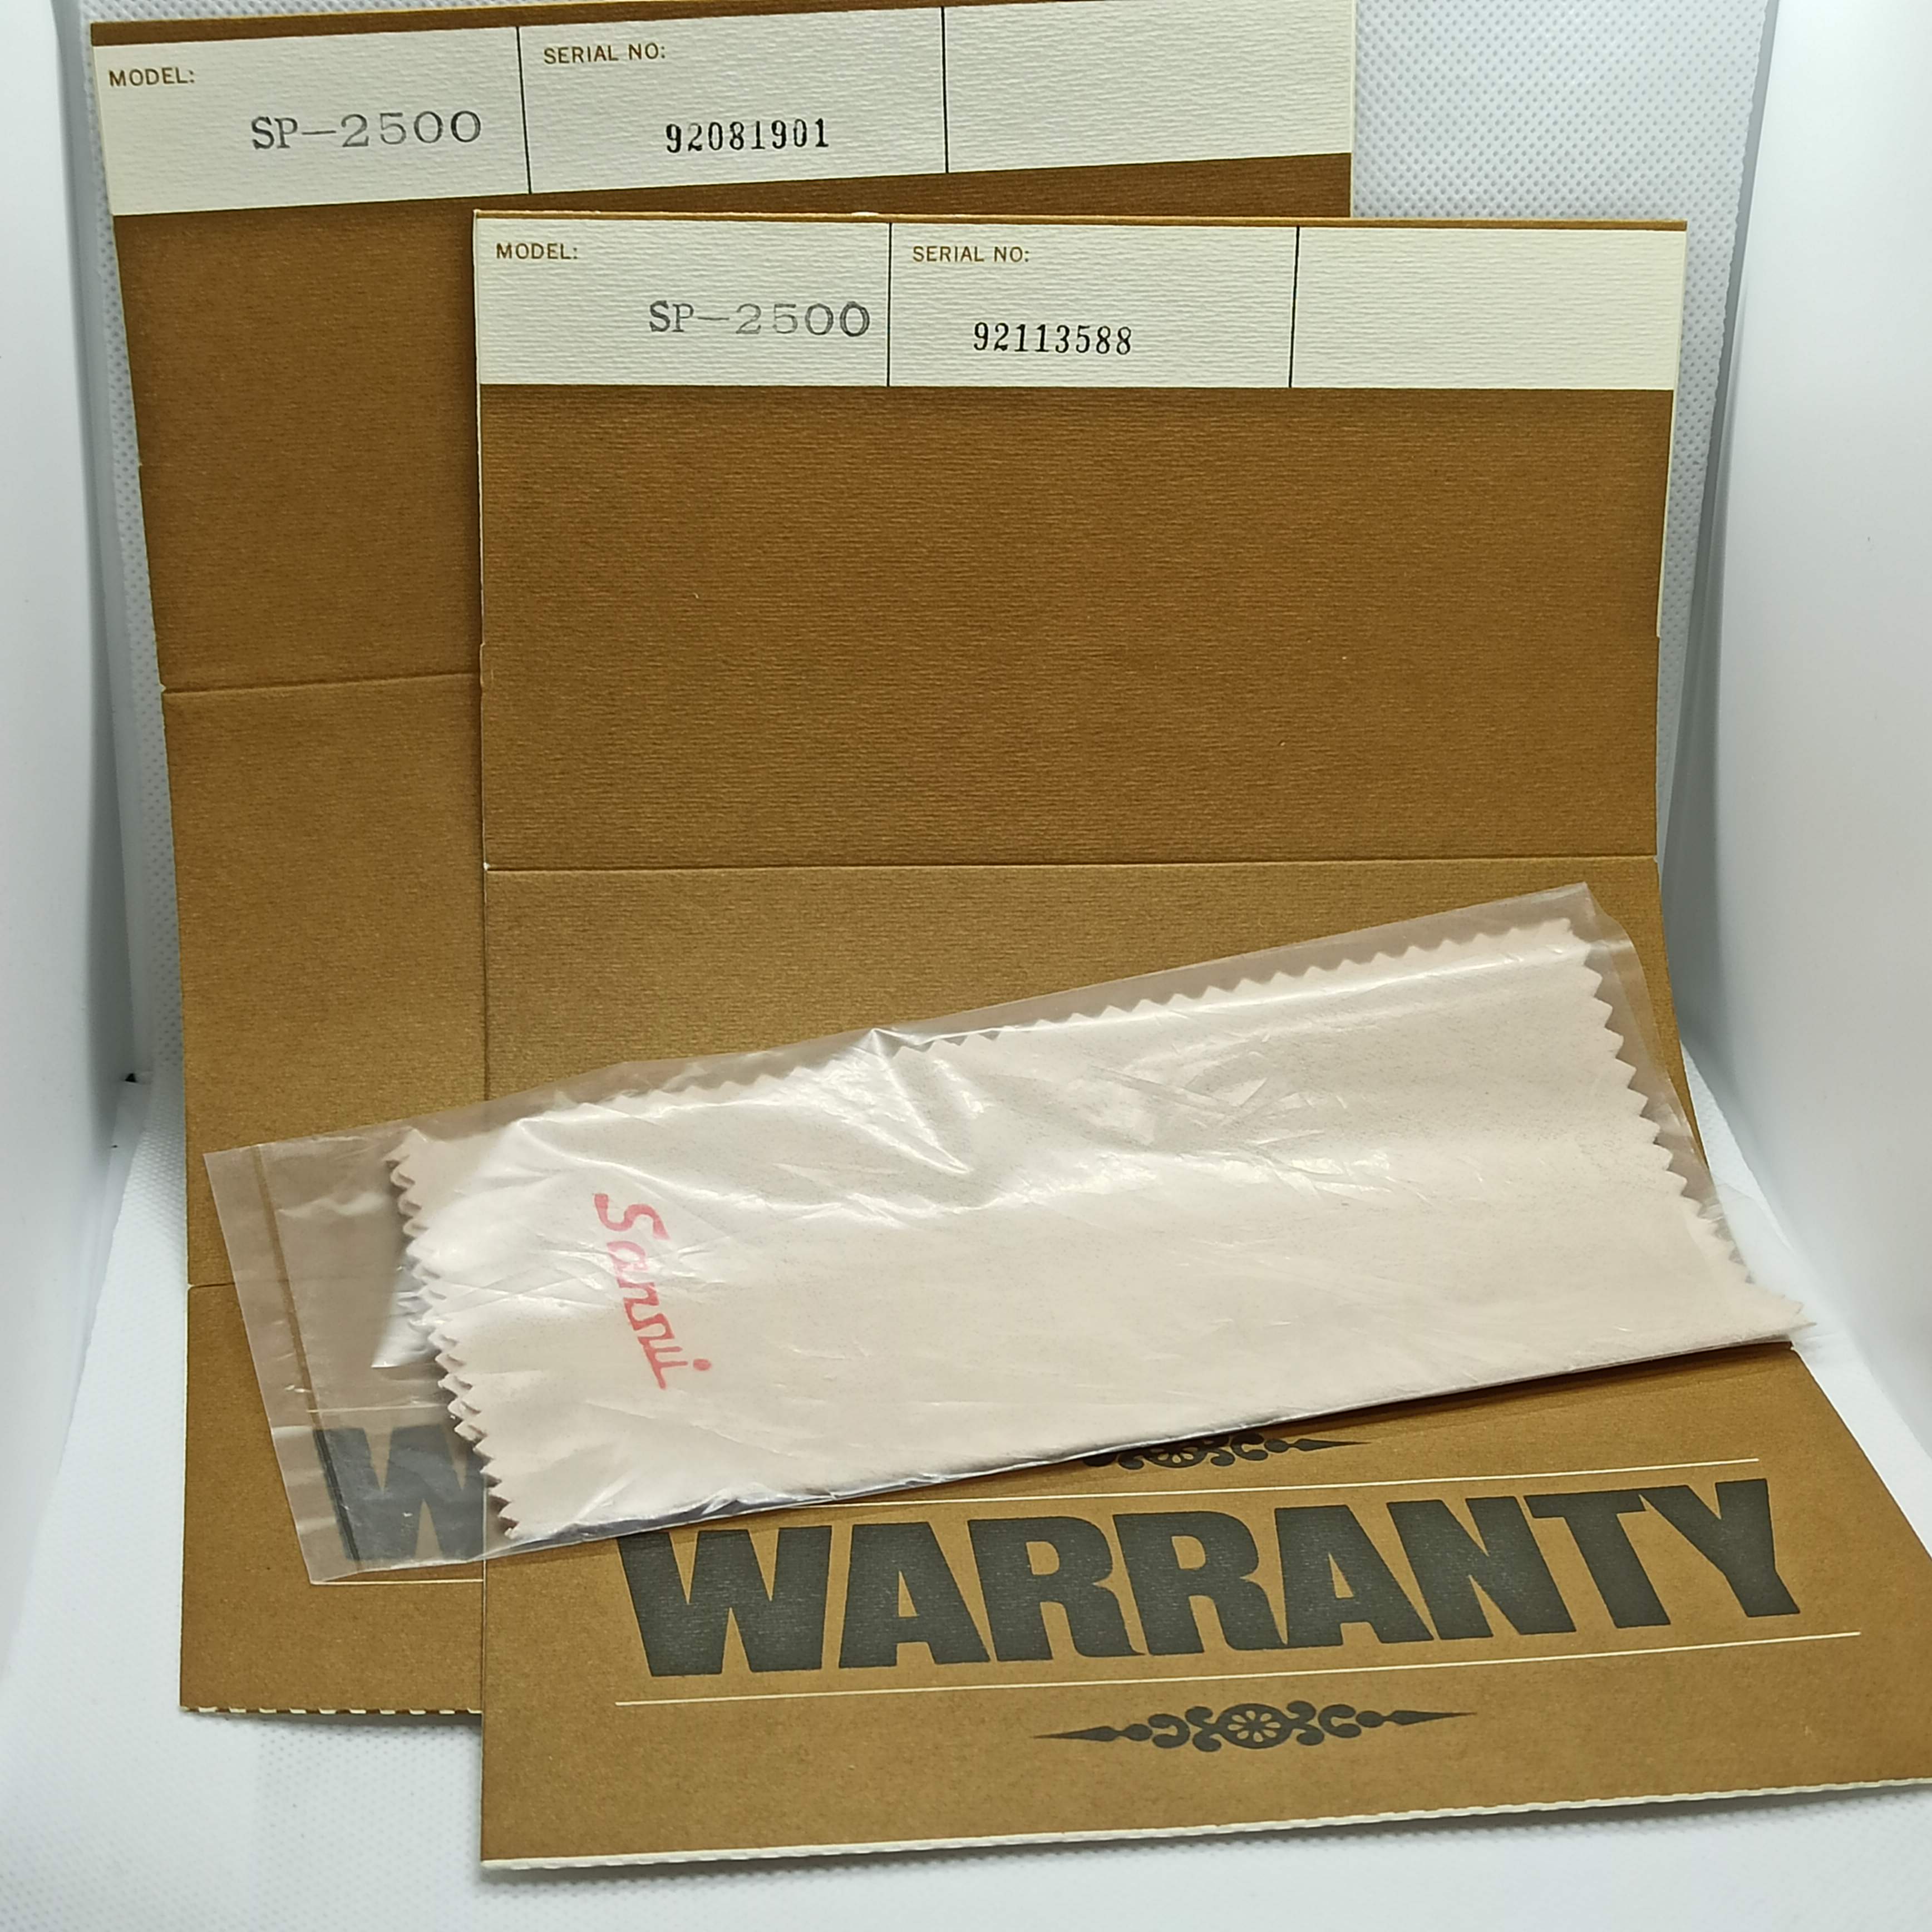 MODEL:
SP-2500
SERIAL NO:
92081901
MODEL:
SP-2500
SERIAL NO:
92113588
Sansui
W
WARRANTY